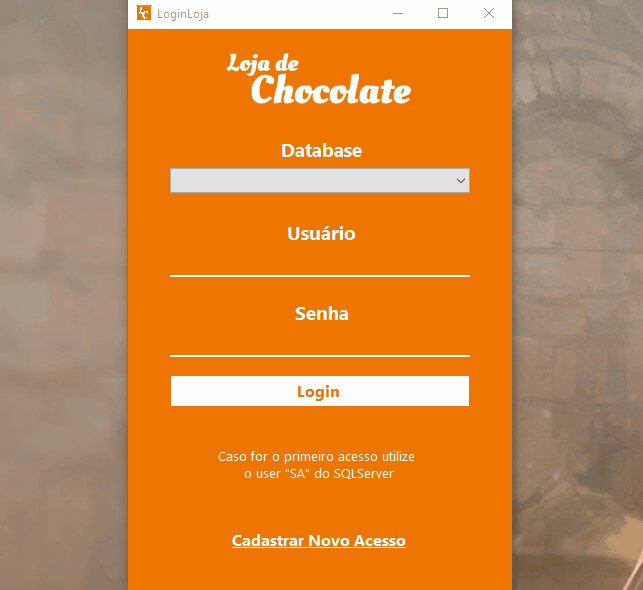 LoginLoja
Loja de
Chocolate
Database
Usuário
Senha
Login
Caso for o primeiro acesso utilize
o user "SA" do SQLServer
Cadastrar Novo Acesso